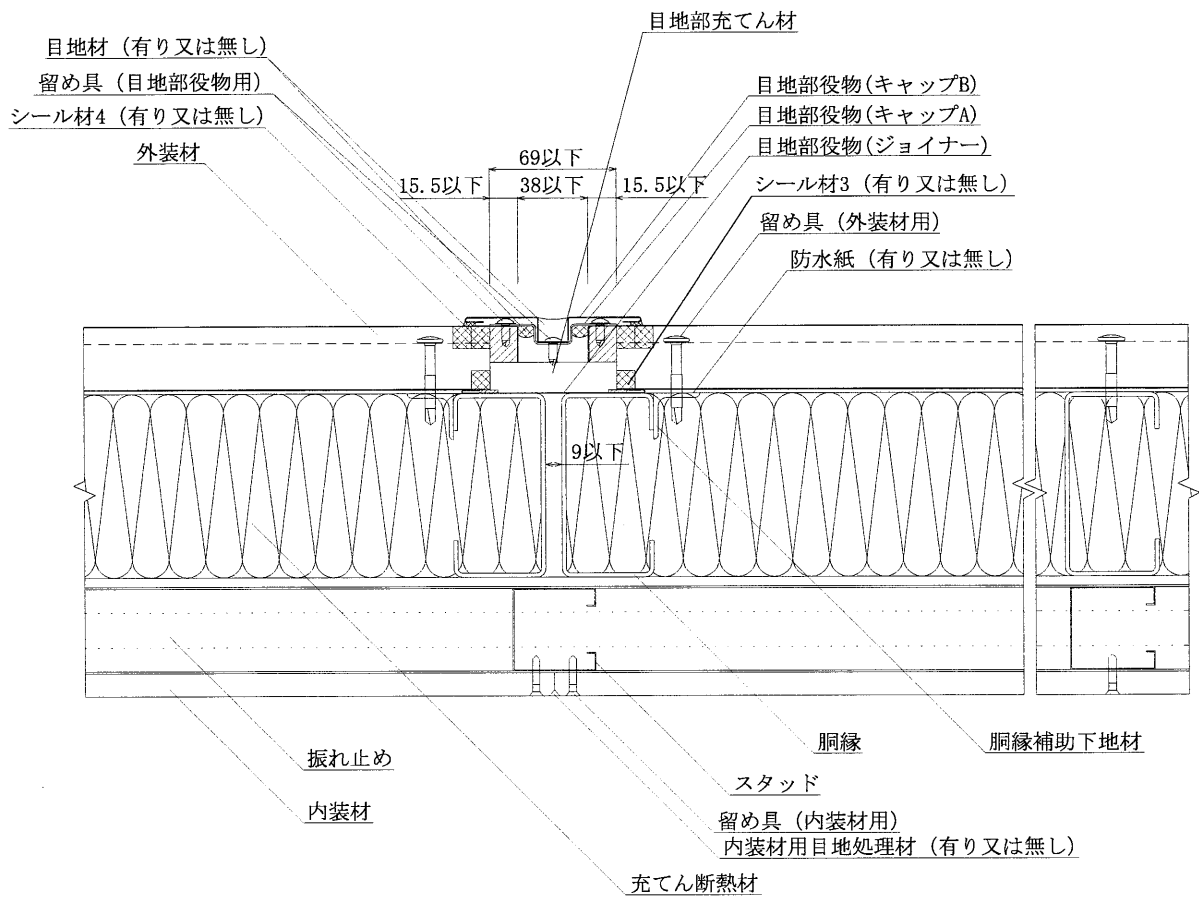 目地部充てん材
目地材 (有り又は無し)
留め具 (目地部役物用)
シール材4 (有り又は無し)
外装材
目地部役物(キャップB)
目地部役物(キャップA)
目地部役物(ジョイナー)
シール材3 (有り又は無し)
留め具 (外装材用)
防水紙 (有り又は無し)
69以下
15.5以下
38以下
15.5以下
9以下
振れ止め
内装材
胴縁
胴縁補助下地材
スタッド
留め具 (内装材用)
内装材用目地処理材 (有り又は無し)
充てん断熱材